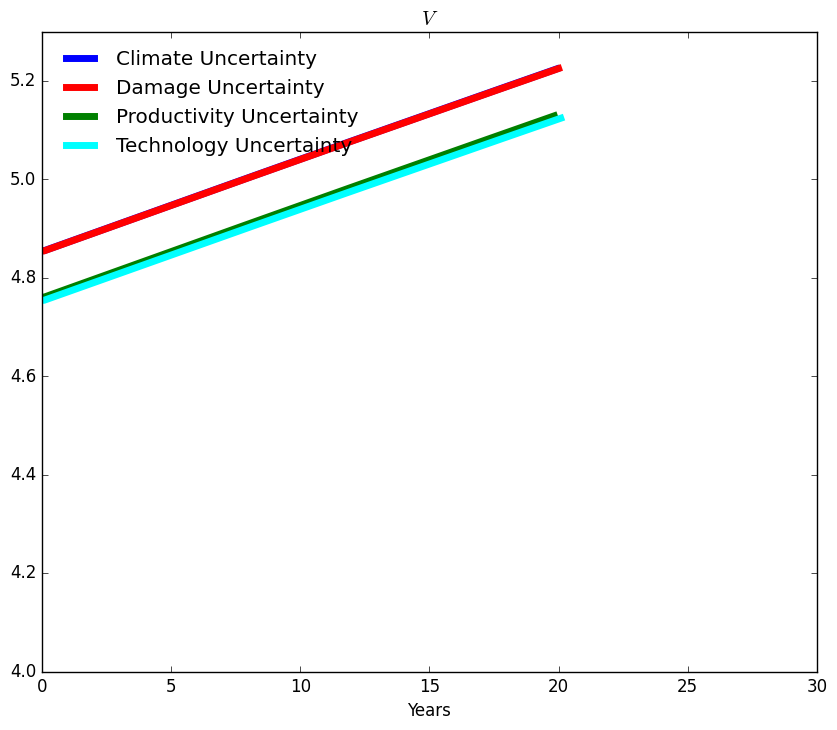 V
Climate Uncertainty
Damage Uncertainty
Productivity Uncertainty
Technology Uncertainty
5.2
5.0
4.8
4.6
4.4
4.2
4.0
0 5 10 15 20 25 30
Years